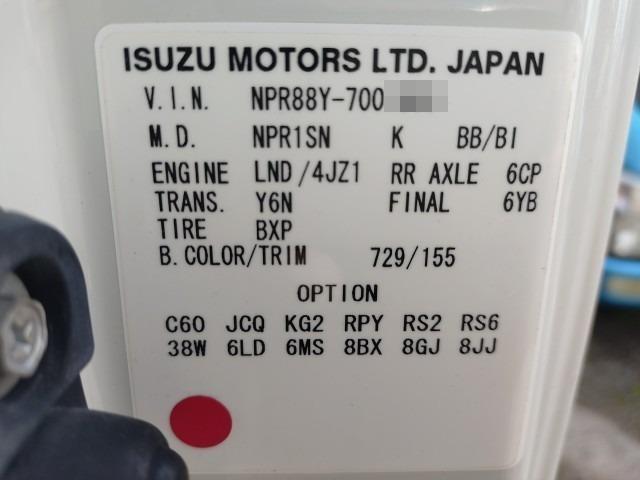 ISUZU MOTORS LTD. JAPAN
V.I.N. NPR88Y-700
M.D. NPR1SN K BB/BI
ENGINE LND/4JZ1 RR AXLE 6CP
TRANS. Y6N FINAL 6YB
TIRE BXP
B.COLOR/TRIM 729/155
OPTION
C60 JCQ KG2 RPY RS2 RS6
38W 6LD 6MS 8BX 8GJ 8JJ